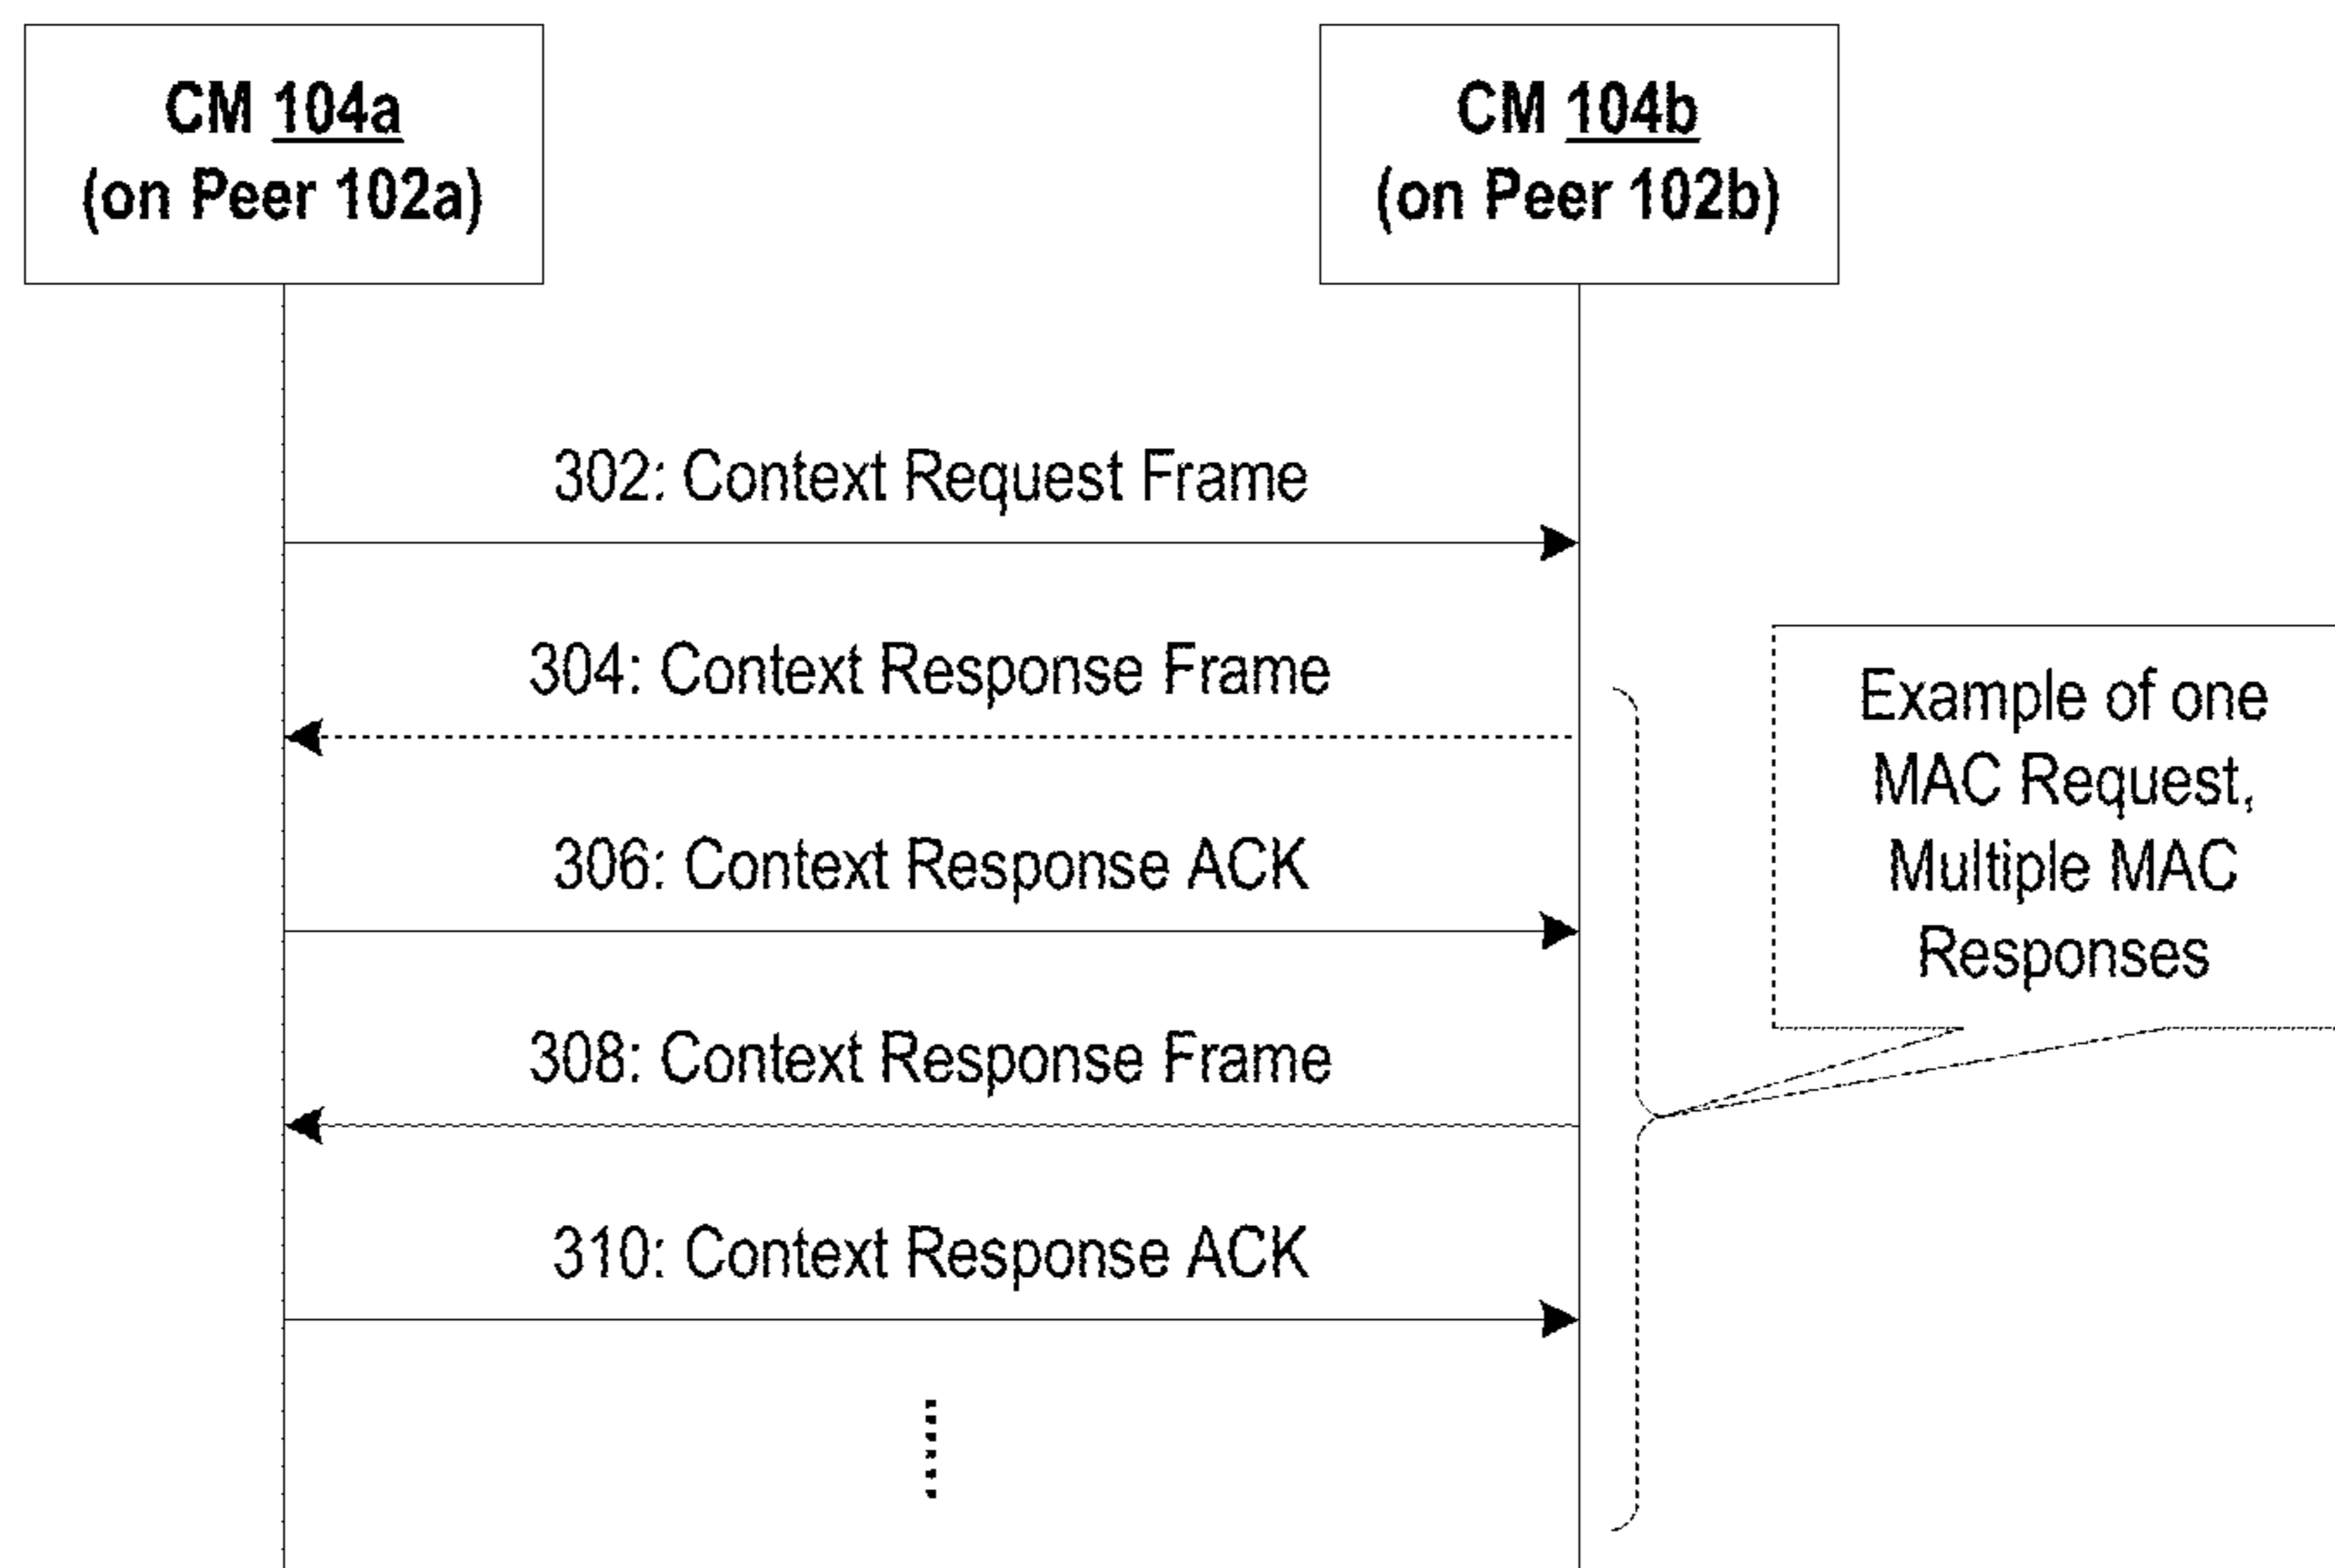 CM 104a
(on Peer 102a)
CM 104b
(on Peer 102b)
302: Context Request Frame
304: Context Response Frame
306: Context Response ACK
308: Context Response Frame
310: Context Response ACK
Example of one
MAC Request,
Multiple MAC
Responses